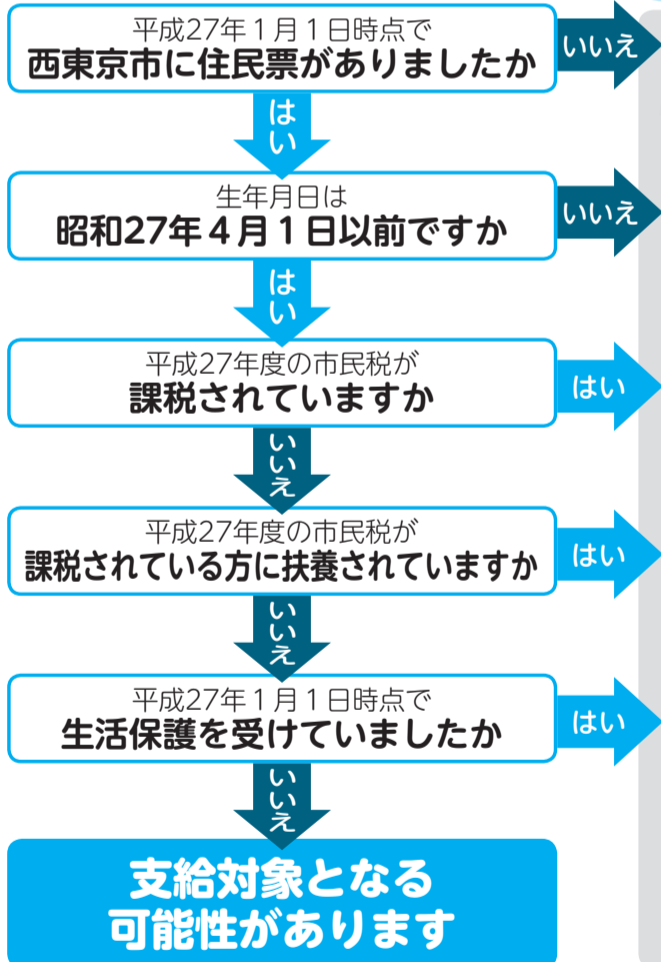 平成27年1月1日時点で
西東京市に住民票がありましたか
いいえ
はい
生年月日は
昭和27年4月1日以前ですか
いいえ
はい
平成27年度の市民税が
課税されていますか
はい
いいえ
平成27年度の市民税が
課税されている方に扶養されていますか
はい
いいえ
平成27年1月1日時点で
生活保護を受けていましたか
はい
いいえ
支給対象となる
可能性があります